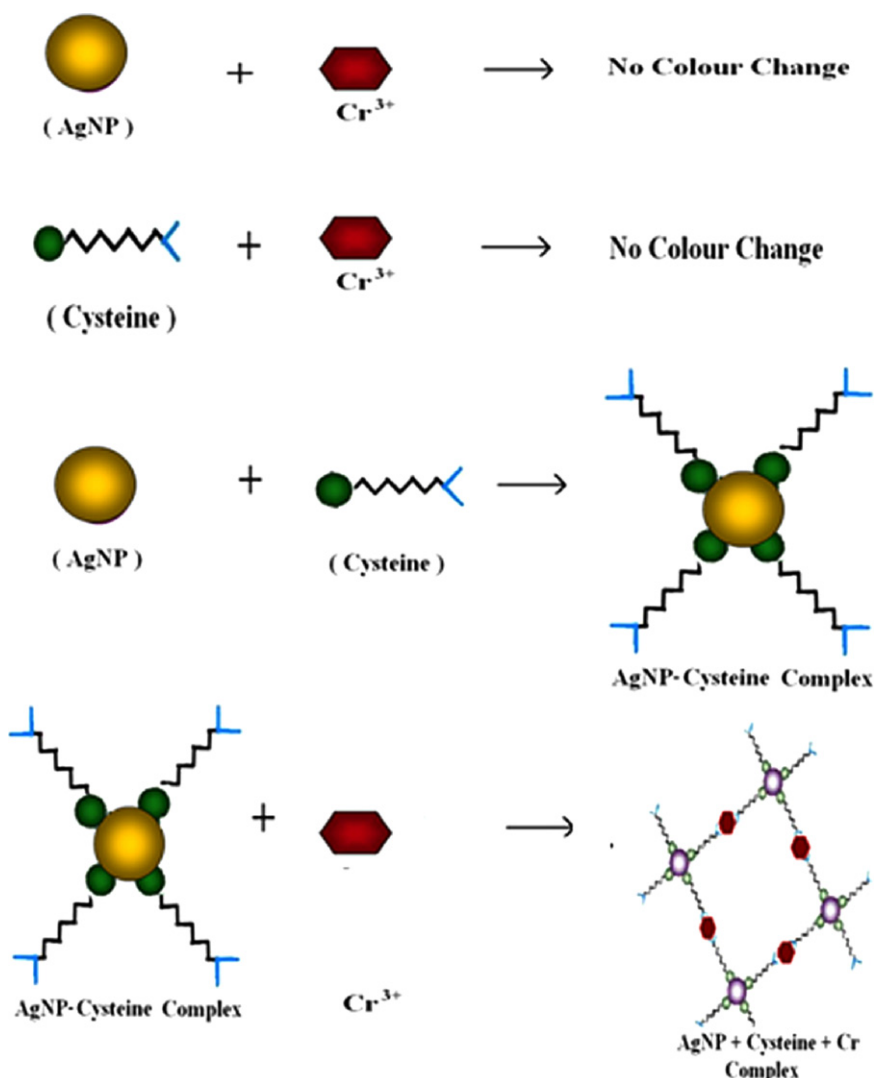 + No Colour Change
( AgNP )
Cr3+
+ No Colour Change
Cr3+
( Cysteine )
+
( AgNP )
( Cysteine )
AgNP-Cysteine Complex
+
AgNP-Cysteine Complex
Cr3+
AgNP + Cysteine + Cr
Complex